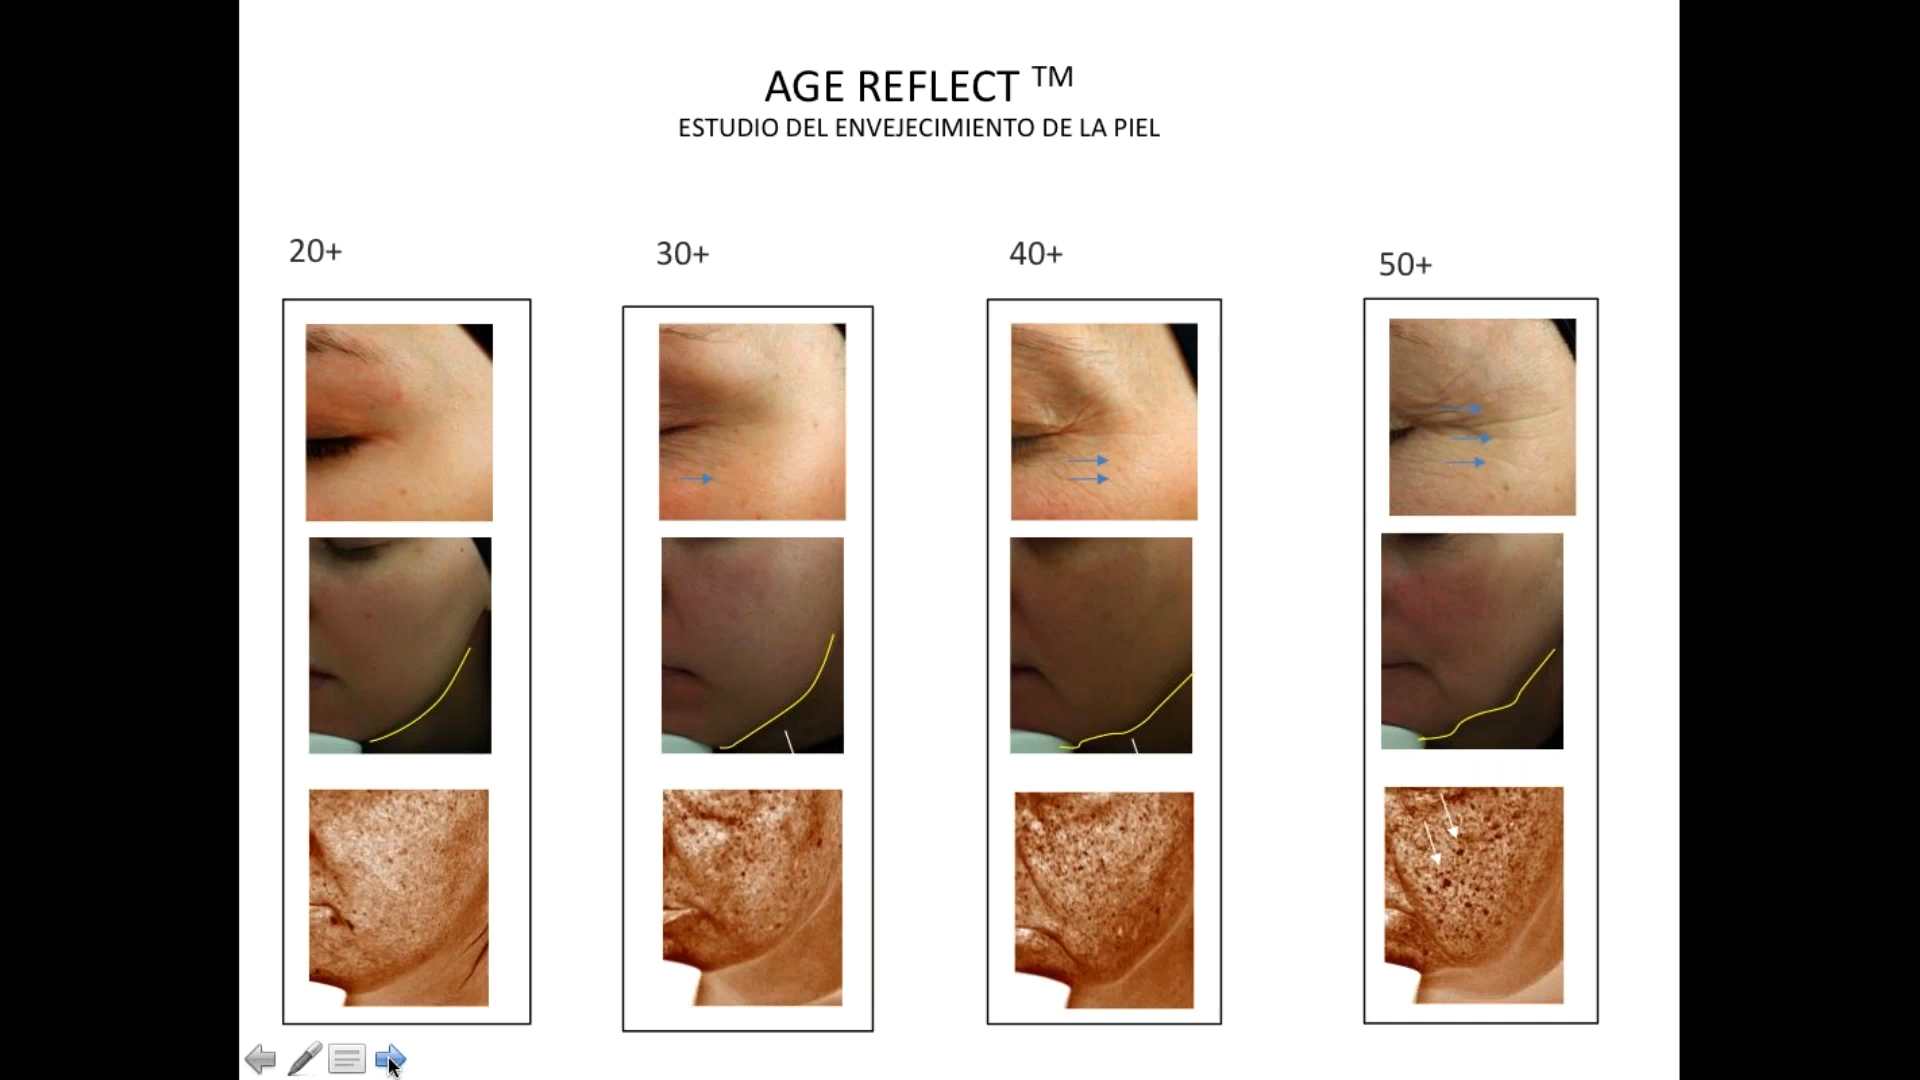 AGE REFLECT TM
ESTUDIO DEL ENVEJECIMIENTO DE LA PIEL
20+
30+
40+
50+